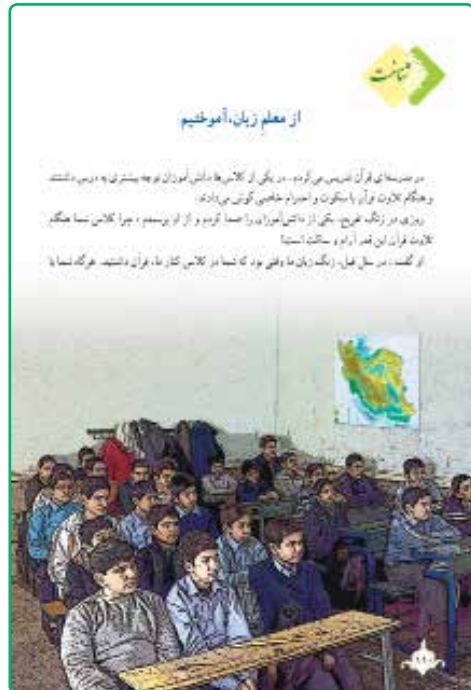 از معلمِ زبان، آموختیم
در مدرسه‌ای قرآن تدریس می‌کردم. در یکی از کلاس‌ها دانش‌آموزان توجه بیشتری به درس داشتند
و هنگام تلاوت قرآن با سکوت و احترام خاصی گوش می‌دادند.
روزی در زنگ تفریح، یکی از دانش‌آموزان را صدا کردم و از او پرسیدم: چرا کلاس شما هنگام
تلاوت قرآن این قدر آرام و ساکت است؟
او گفت: در سال قبل، زنگ زبان ما وقتی بود که شما در کلاس کنار ما، قرآن داشتید. هرگاه شما با